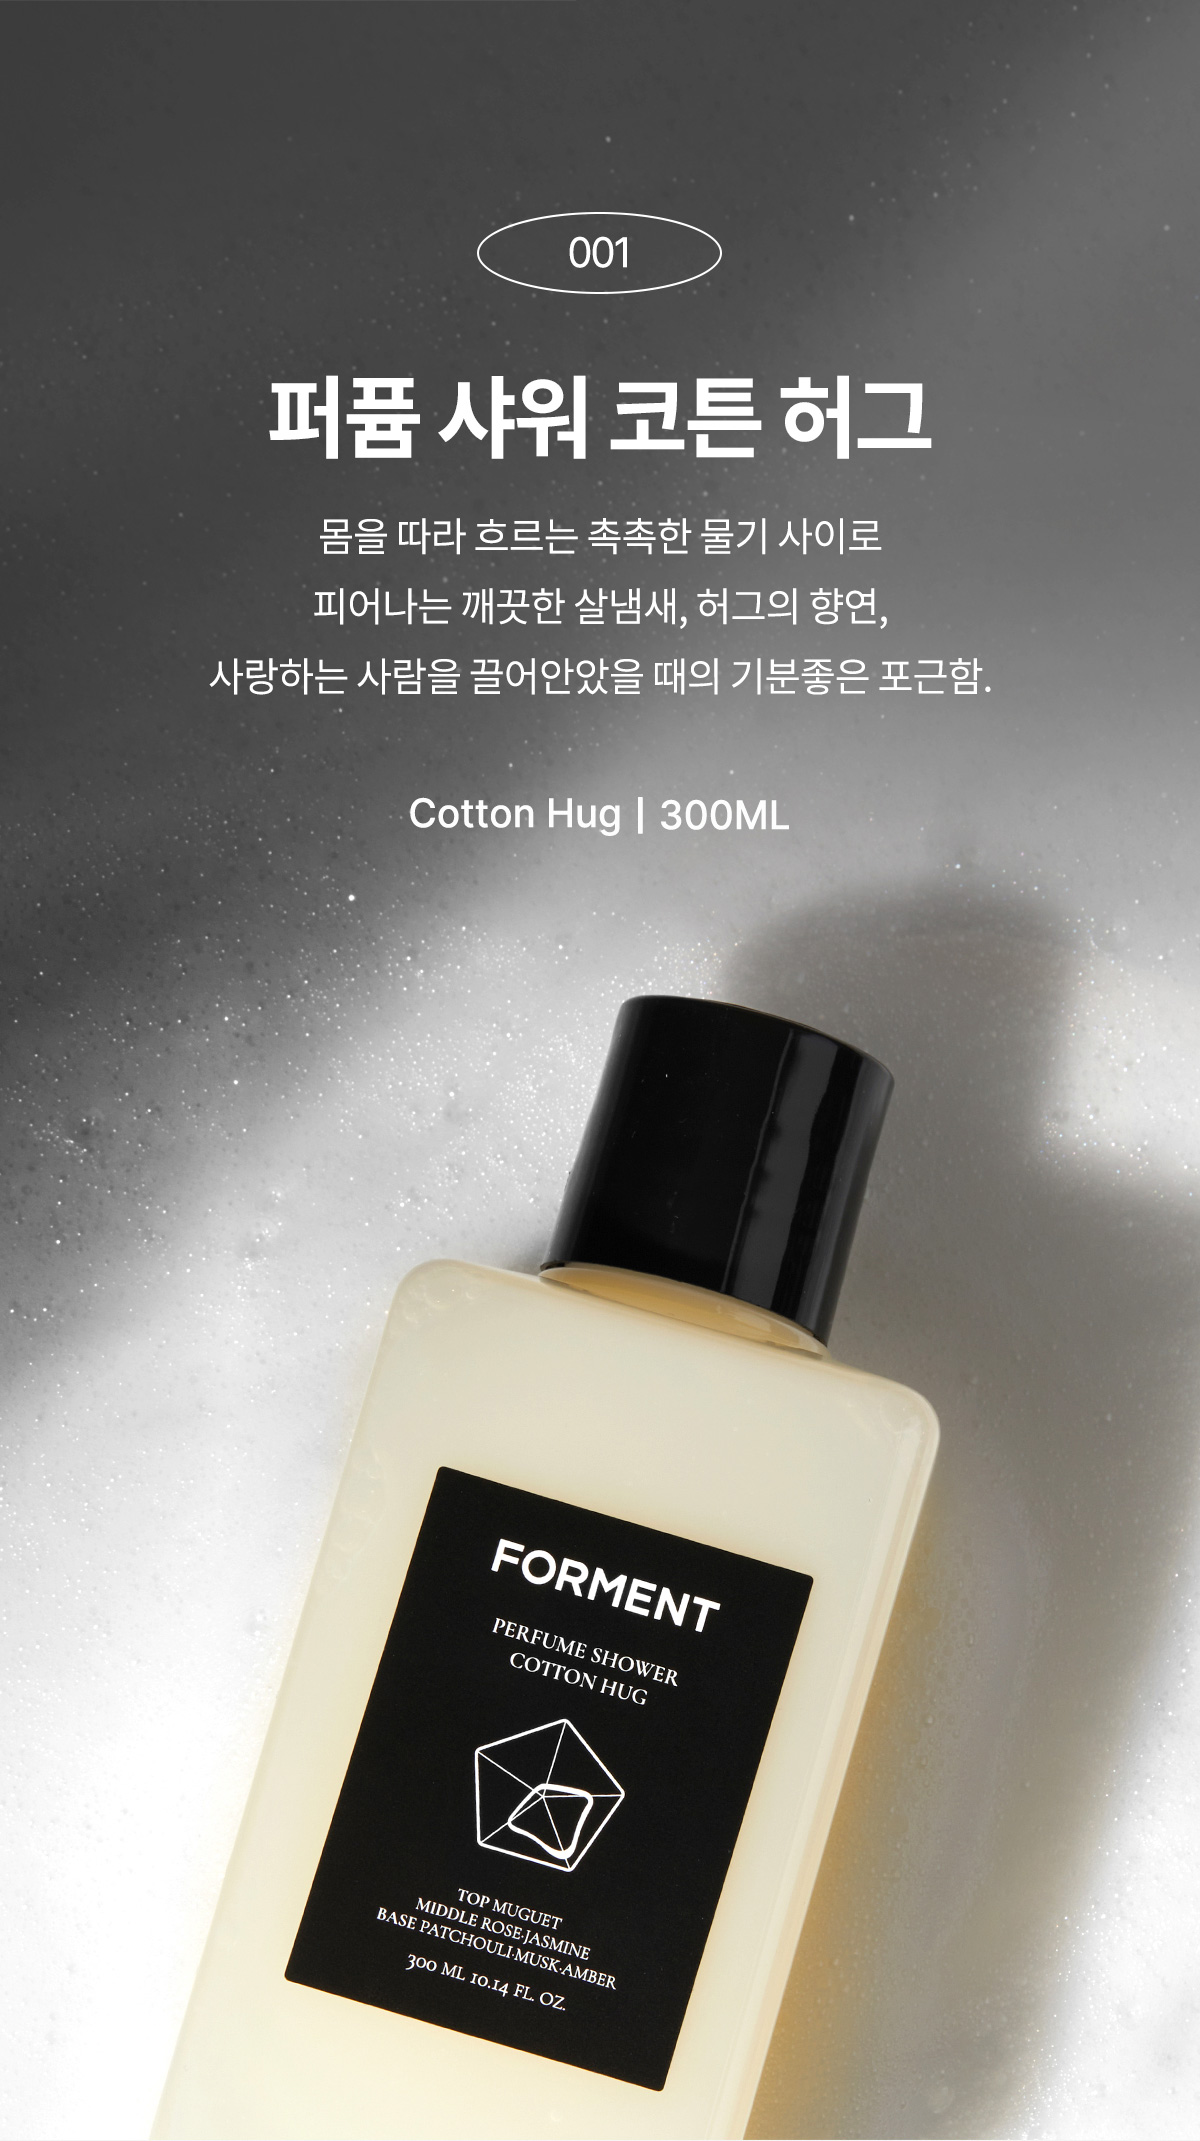 001
퍼퓸 샤워 코튼 허그
몸을 따라 흐르는 촉촉한 물기 사이로
피어나는 깨끗한 살냄새, 허그의 향연,
사랑하는 사람을 끌어안았을 때의 기분좋은 포근함.
Cotton Hug | 300ML
FORMENT
PERFUME SHOWER
COTTON HUG
TOP MUGUET
MIDDLE ROSE·JASMINE
BASE PATCHOULI·MUSK·AMBER
300 ML 10.14 FL. OZ.